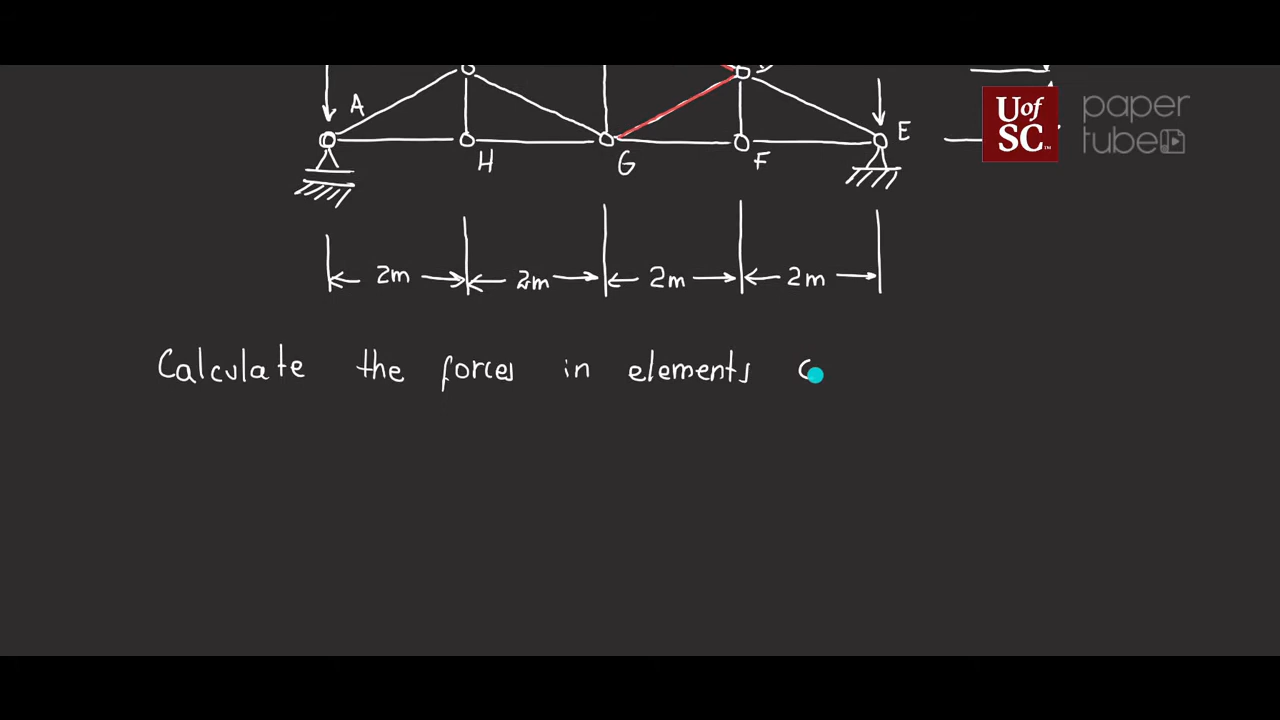 A
E
H
G
F
U of SC
paper tube
2m 2m 2m 2m
Calculate the forces in elements C